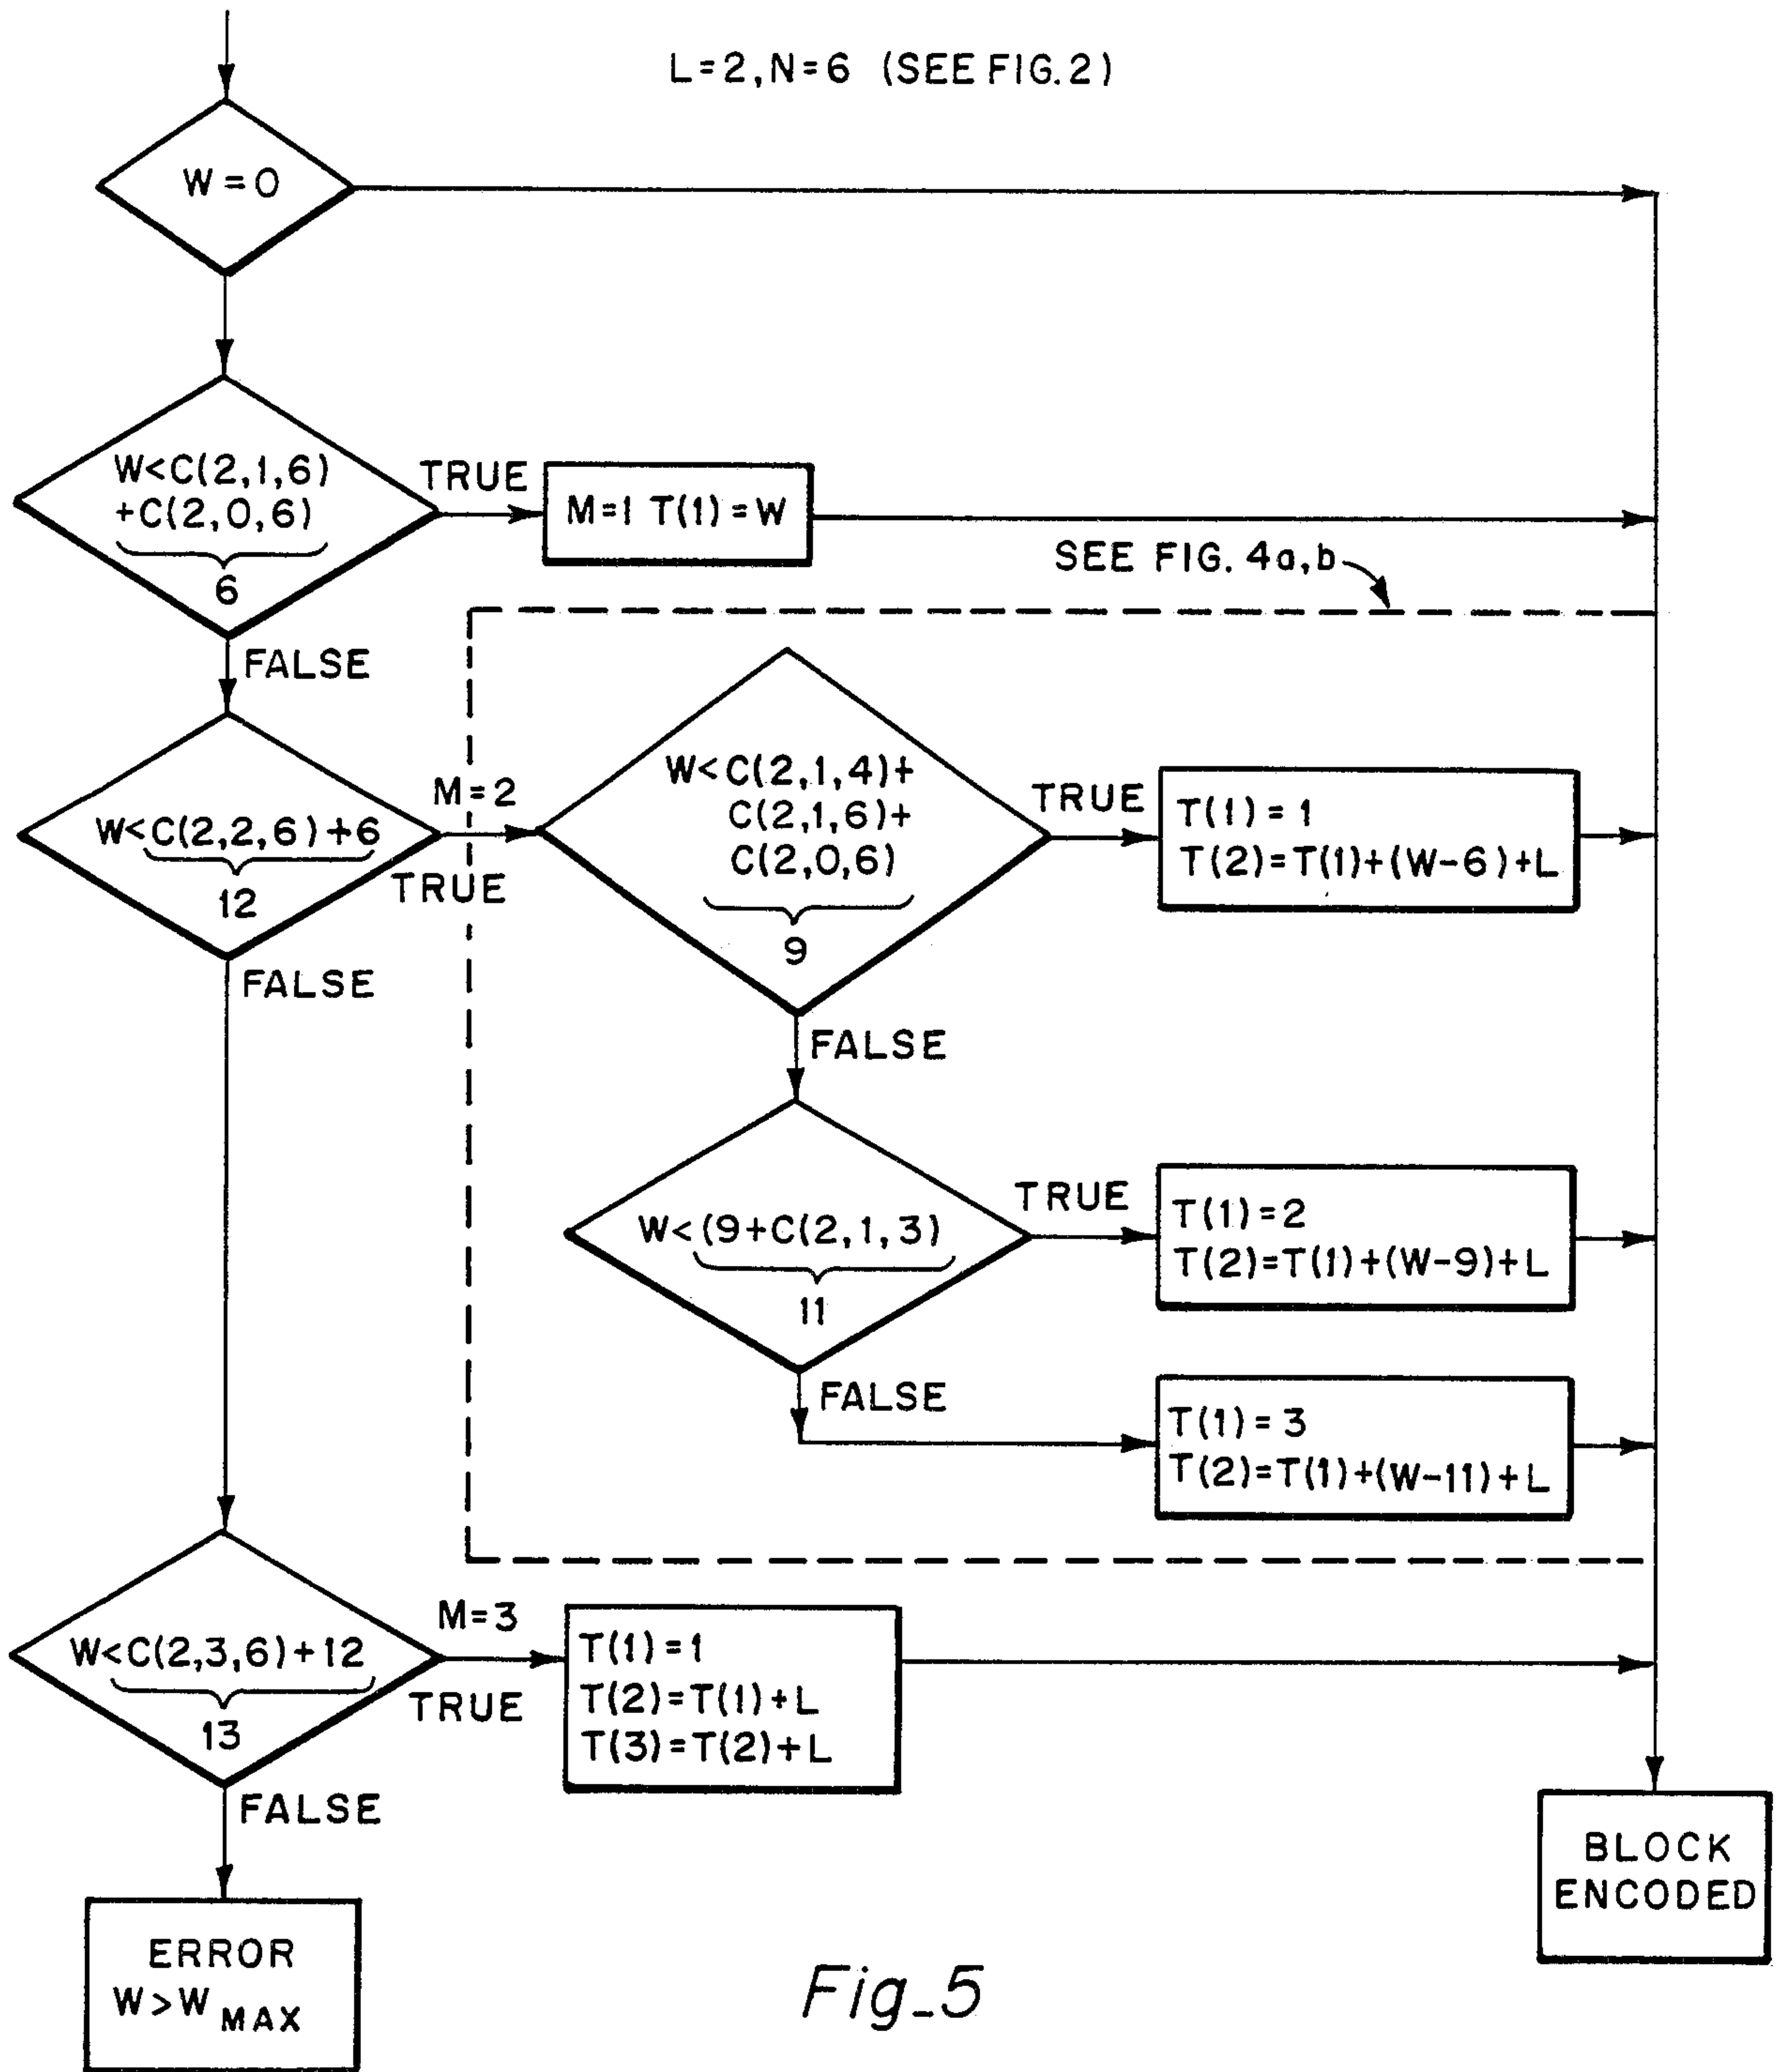 L=2, N=6 (SEE FIG. 2)
W=0
W<C(2,1,6)
+C(2,0,6)
6
TRUE
M=1 T(1)=W
SEE FIG. 4a,b
FALSE
W<C(2,2,6)+6
12
M=2
TRUE
W<C(2,1,4)+
C(2,1,6)+
C(2,0,6)
9
TRUE
T(1)=1
T(2)=T(1)+(W-6)+L
FALSE
FALSE
W<(9+C(2,1,3)
11
TRUE
T(1)=2
T(2)=T(1)+(W-9)+L
FALSE
T(1)=3
T(2)=T(1)+(W-11)+L
W<C(2,3,6)+12
13
M=3
TRUE
T(1)=1
T(2)=T(1)+L
T(3)=T(2)+L
FALSE
BLOCK
ENCODED
ERROR
W>W MAX
Fig_5